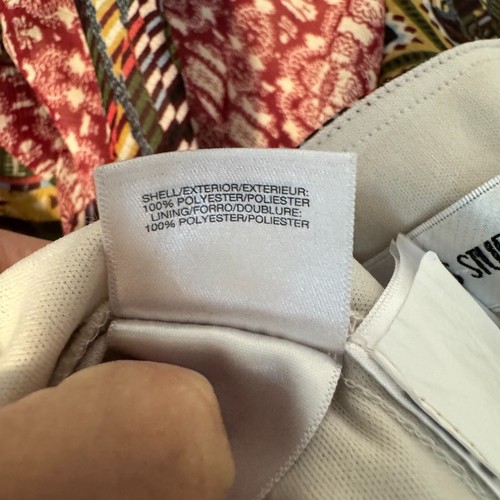 SHELL/EXTERIOR/EXTERIEUR:
100% POLYESTER/POLIESTER
LINING/FORRO/DOUBLURE:
100% POLYESTER/POLIESTER